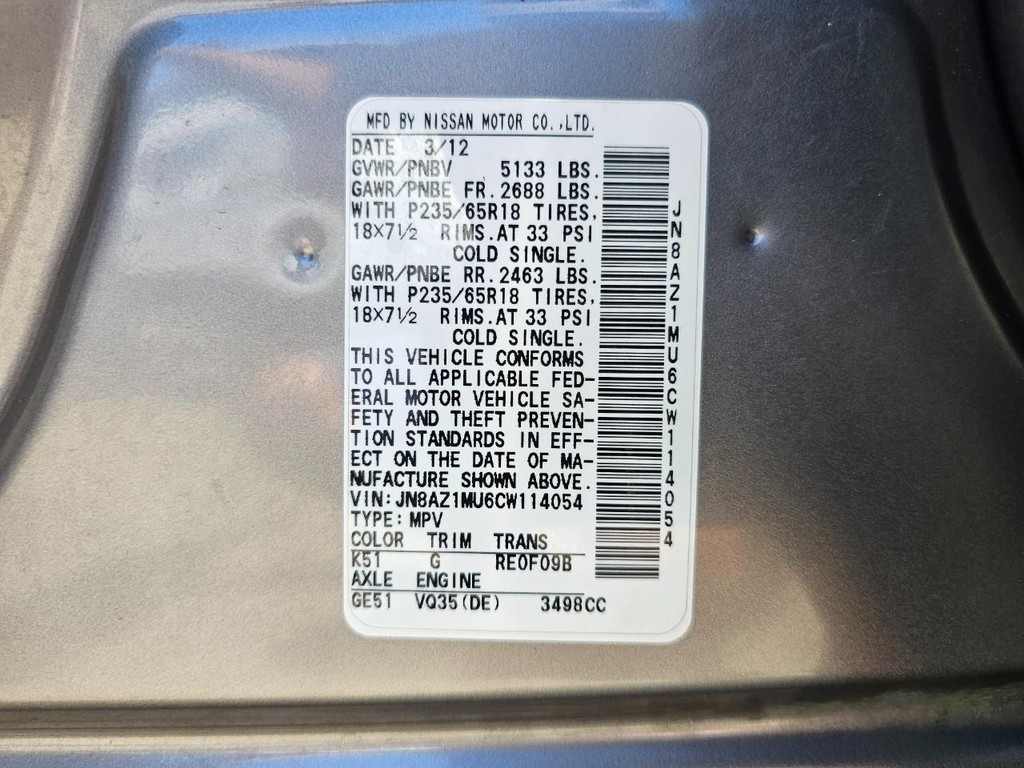 MFD BY NISSAN MOTOR CO.,LTD.
DATE 3/12
GVWR/PNBV 5133 LBS.
GAWR/PNBE FR. 2688 LBS.
WITH P235/65R18 TIRES,
18X7½ RIMS.AT 33 PSI
COLD SINGLE.
GAWR/PNBE RR. 2463 LBS.
WITH P235/65R18 TIRES,
18X7½ RIMS.AT 33 PSI
COLD SINGLE.
THIS VEHICLE CONFORMS
TO ALL APPLICABLE FED-
ERAL MOTOR VEHICLE SA-
FETY AND THEFT PREVEN-
TION STANDARDS IN EFF-
ECT ON THE DATE OF MA-
NUFACTURE SHOWN ABOVE.
VIN: JN8AZ1MU6CW114054
TYPE: MPV
COLOR TRIM TRANS
K51 G RE0F09B
AXLE ENGINE
GE51 VQ35(DE) 3498CC
JN8AZ1MU6CW114054